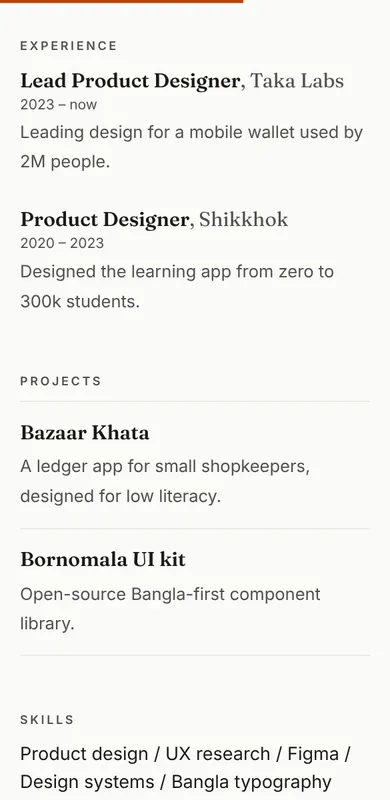 EXPERIENCE
Lead Product Designer, Taka Labs
2023 – now
Leading design for a mobile wallet used by
2M people.
Product Designer, Shikkhok
2020 – 2023
Designed the learning app from zero to
300k students.
PROJECTS
Bazaar Khata
A ledger app for small shopkeepers,
designed for low literacy.
Bornomala UI kit
Open-source Bangla-first component
library.
SKILLS
Product design / UX research / Figma /
Design systems / Bangla typography